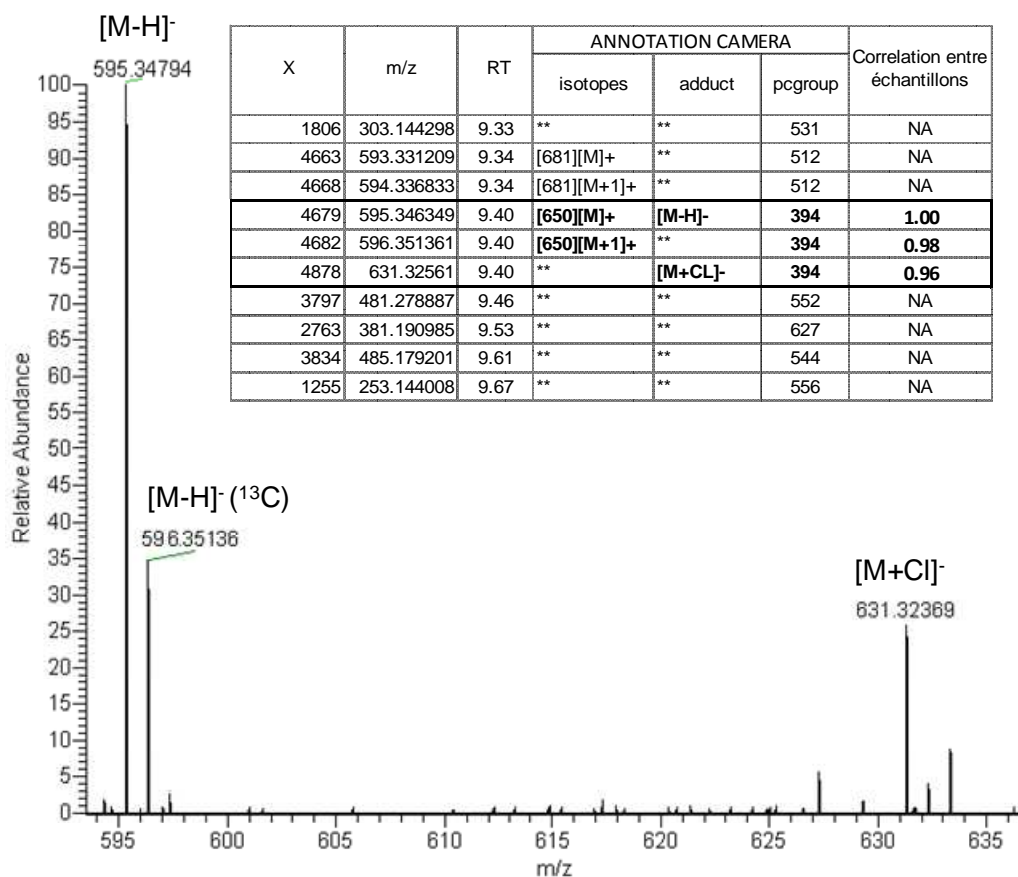 [M-H]-
595.34794
X m/z RT ANNOTATION CAMERA Correlation entre échantillons
isotopes adduct pcgroup
1806 303.144298 9.33 ** ** 531 NA
4663 593.331209 9.34 [681][M]+ ** 512 NA
4668 594.336833 9.34 [681][M+1]+ ** 512 NA
4679 595.346349 9.40 [650][M]+ [M-H]- 394 1.00
4682 596.351361 9.40 [650][M+1]+ ** 394 0.98
4878 631.32561 9.40 ** [M+CL]- 394 0.96
3797 481.278887 9.46 ** ** 552 NA
2763 381.190985 9.53 ** ** 627 NA
3834 485.179201 9.61 ** ** 544 NA
1255 253.144008 9.67 ** ** 556 NA
[M-H]- (13C)
596.35136
[M+Cl]-
631.32369
Relative Abundance
100
95
90
85
80
75
70
65
60
55
50
45
40
35
30
25
20
15
10
5
0
595 600 605 610 615 620 625 630 635
m/z